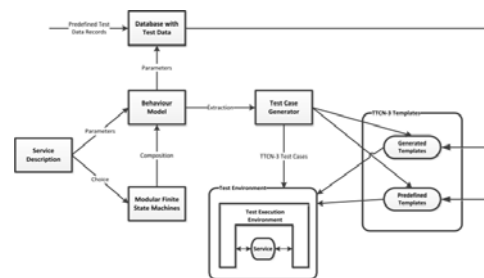 Predefined Test
Data Records
Database with
Test Data
Parameters
Behaviour
Model
Extraction
Test Case
Generator
TTCN-3 Templates
Generated
Templates
Parameters
Service
Description
Composition
TTCN-3 Test Cases
Choice
Modular Finite
State Machines
Test Environment
Predefined
Templates
Test Execution
Environment
Service